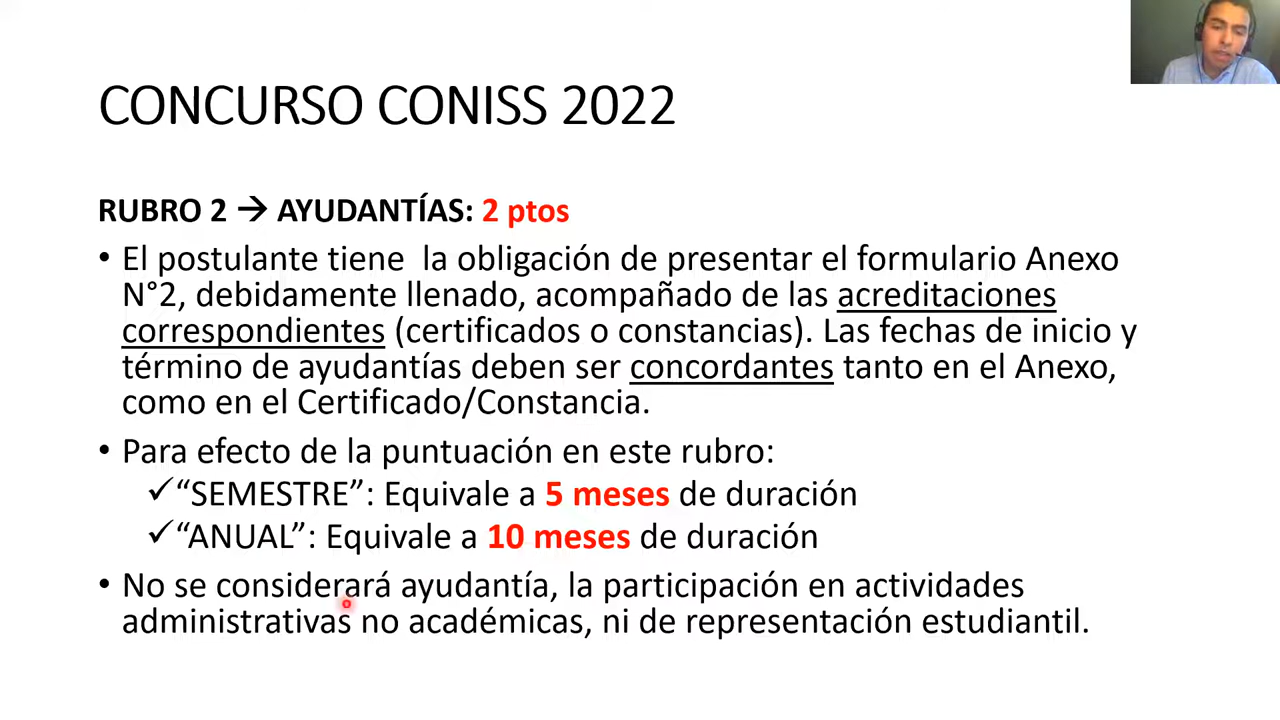 CONCURSO CONISS 2022
RUBRO 2 → AYUDANTÍAS: 2 ptos
• El postulante tiene la obligación de presentar el formulario Anexo
N°2, debidamente llenado, acompañado de las acreditaciones
correspondientes (certificados o constancias). Las fechas de inicio y
término de ayudantías deben ser concordantes tanto en el Anexo,
como en el Certificado/Constancia.
• Para efecto de la puntuación en este rubro:
✓“SEMESTRE”: Equivale a 5 meses de duración
✓“ANUAL”: Equivale a 10 meses de duración
• No se considerará ayudantía, la participación en actividades
administrativas no académicas, ni de representación estudiantil.